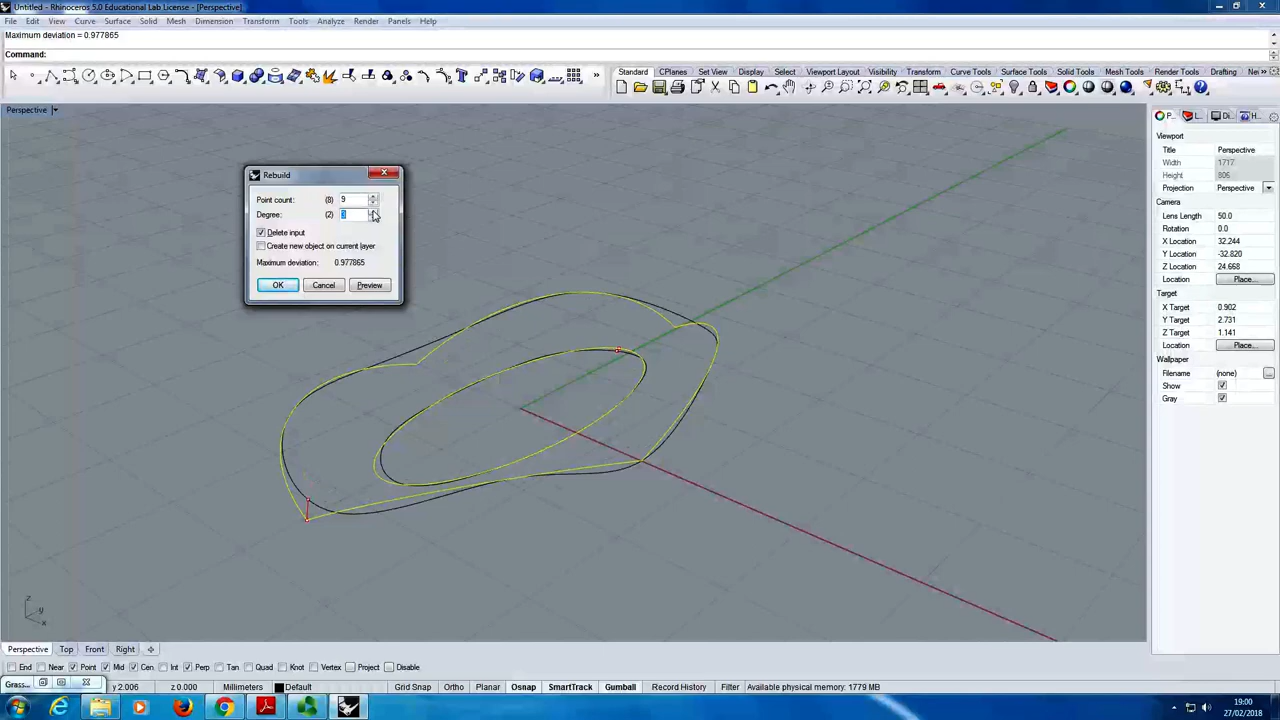 Untitled - Rhinoceros 5.0 Educational Lab License - [Perspective]
File Edit View Curve Surface Solid Mesh Dimension Transform Tools Analyze Render Panels Help
Maximum deviation = 0.977865
Command:
Standard CPlanes Set View Display Select Viewport Layout Visibility Transform Curve Tools Surface Tools Solid Tools Mesh Tools Render Tools Drafting
Perspective
Rebuild
Point count: (8) 9
Degree: (2) 3
Delete input
Create new object on current layer
Maximum deviation: 0.977865
OK Cancel Preview
P... L... Di... H...
Viewport
Title Perspective
Width 1717
Height 806
Projection Perspective
Camera
Lens Length 50.0
Rotation 0.0
X Location 32.244
Y Location -32.820
Z Location 24.668
Location Place...
Target
X Target 0.902
Y Target 2.731
Z Target 1.141
Location Place...
Wallpaper
Filename (none) ...
Show
Gray
z
y
x
Perspective Top Front Right
End Near Point Mid Cen Int Perp Tan Quad Knot Vertex Project Disable
Grass...
y 2.006 z 0.000 Millimeters Default Grid Snap Ortho Planar Osnap SmartTrack Gumball Record History Filter Available physical memory: 1779 MB
19:00
27/02/2018